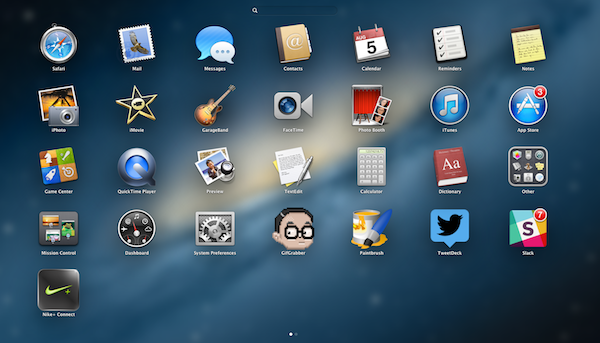 Safari
Mail
Messages
Contacts
AUG
5
Calendar
Reminders
Notes
iPhoto
iMovie
GarageBand
FaceTime
Photo Booth
iTunes
3
App Store
Game Center
QuickTime Player
Preview
TextEdit
Calculator
Aa
Dictionary
Other
Mission Control
Dashboard
System Preferences
GifGrabber
Paintbrush
TweetDeck
7
S
Slack
Nike+ Connect